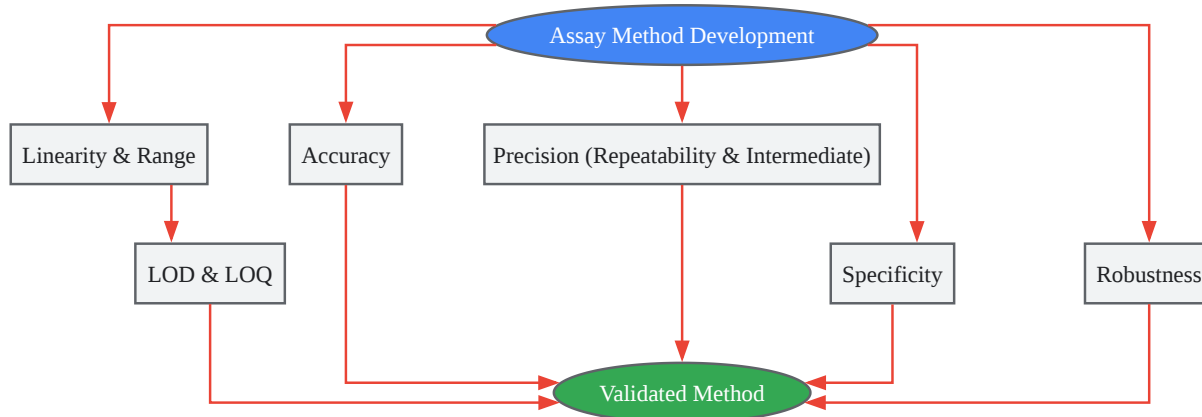 Assay Method Development
Linearity & Range
Accuracy
Precision (Repeatability & Intermediate)
LOD & LOQ
Specificity
Robustness
Validated Method